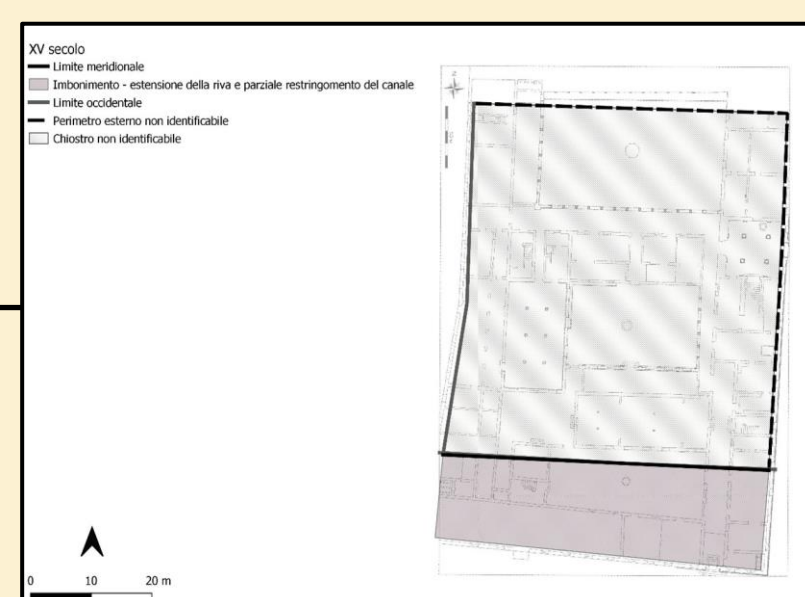 XV secolo
Limite meridionale
Imbonimento - estensione della riva e parziale restringomento del canale
Limite occidentale
Perimetro esterno non identificabile
Chiostro non identificabile
0 10 20 m